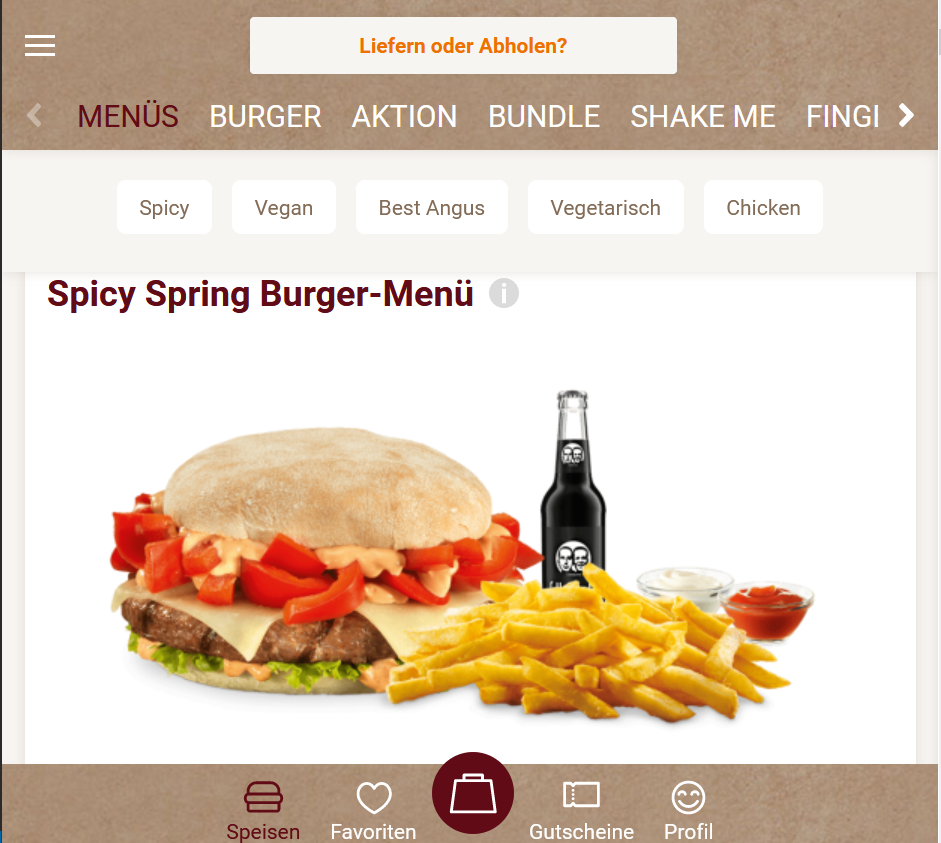 Liefern oder Abholen?
MENÜS BURGER AKTION BUNDLE SHAKE ME FINGI
Spicy Vegan Best Angus Vegetarisch Chicken
Spicy Spring Burger-Menü
Speisen Favoriten Gutscheine Profil